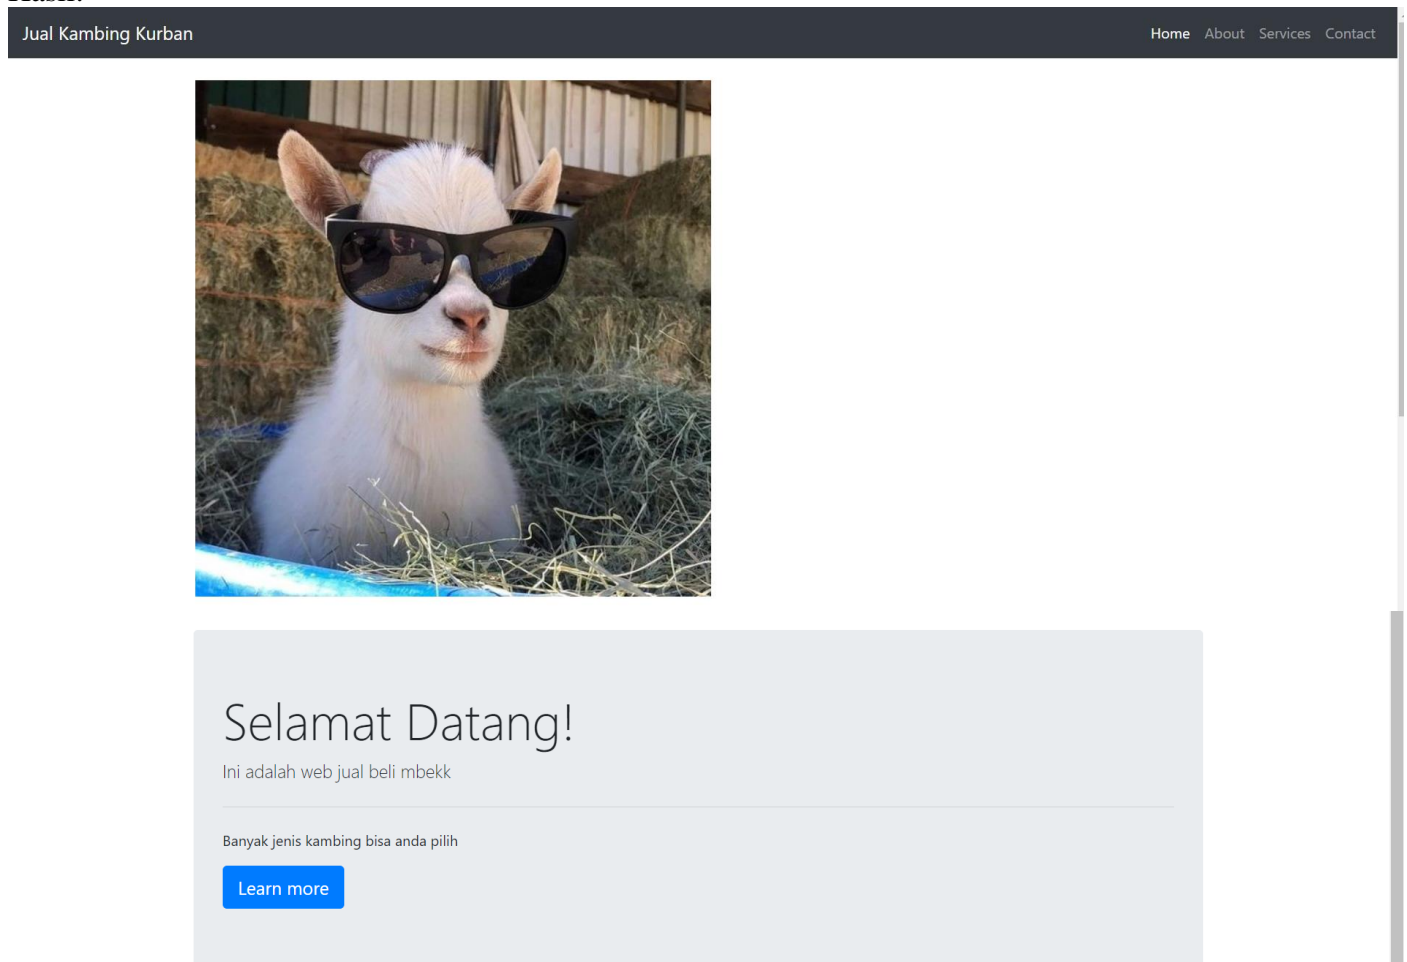 Hasil:
Jual Kambing Kurban
Home About Services Contact
Selamat Datang!
Ini adalah web jual beli mbekk
Banyak jenis kambing bisa anda pilih
Learn more